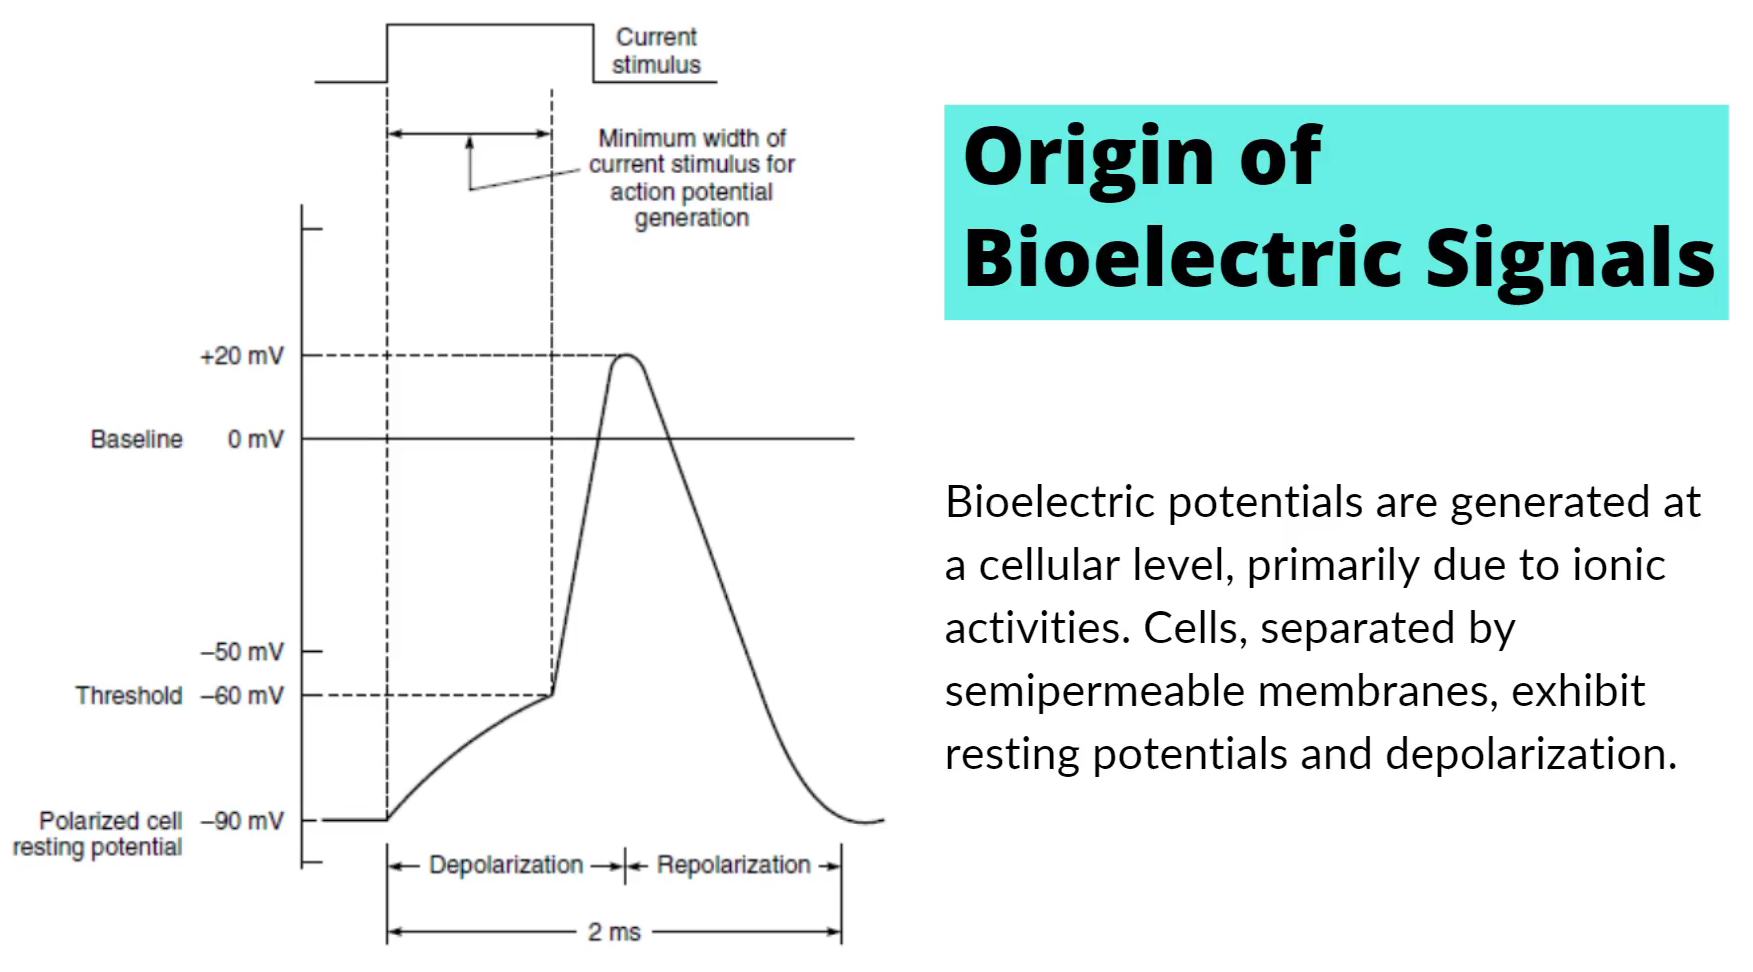 Current
stimulus
Minimum width of
current stimulus for
action potential
generation
+20 mV
Baseline 0 mV
–50 mV
Threshold –60 mV
Polarized cell –90 mV
resting potential
Depolarization Repolarization
2 ms
Origin of
Bioelectric Signals
Bioelectric potentials are generated at
a cellular level, primarily due to ionic
activities. Cells, separated by
semipermeable membranes, exhibit
resting potentials and depolarization.